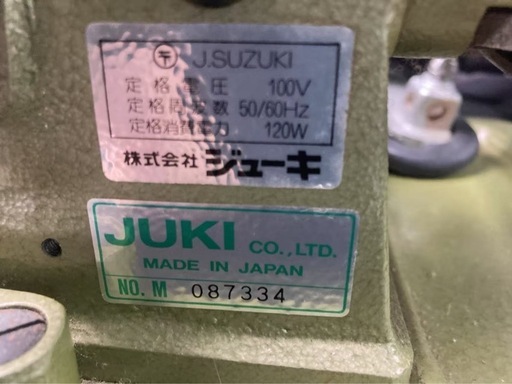 〒 J.SUZUKI
定格電圧 100V
定格周波数 50/60Hz
定格消費電力 120W
株式会社 ジューキ
JUKI CO.,LTD.
MADE IN JAPAN
NO. M 087334